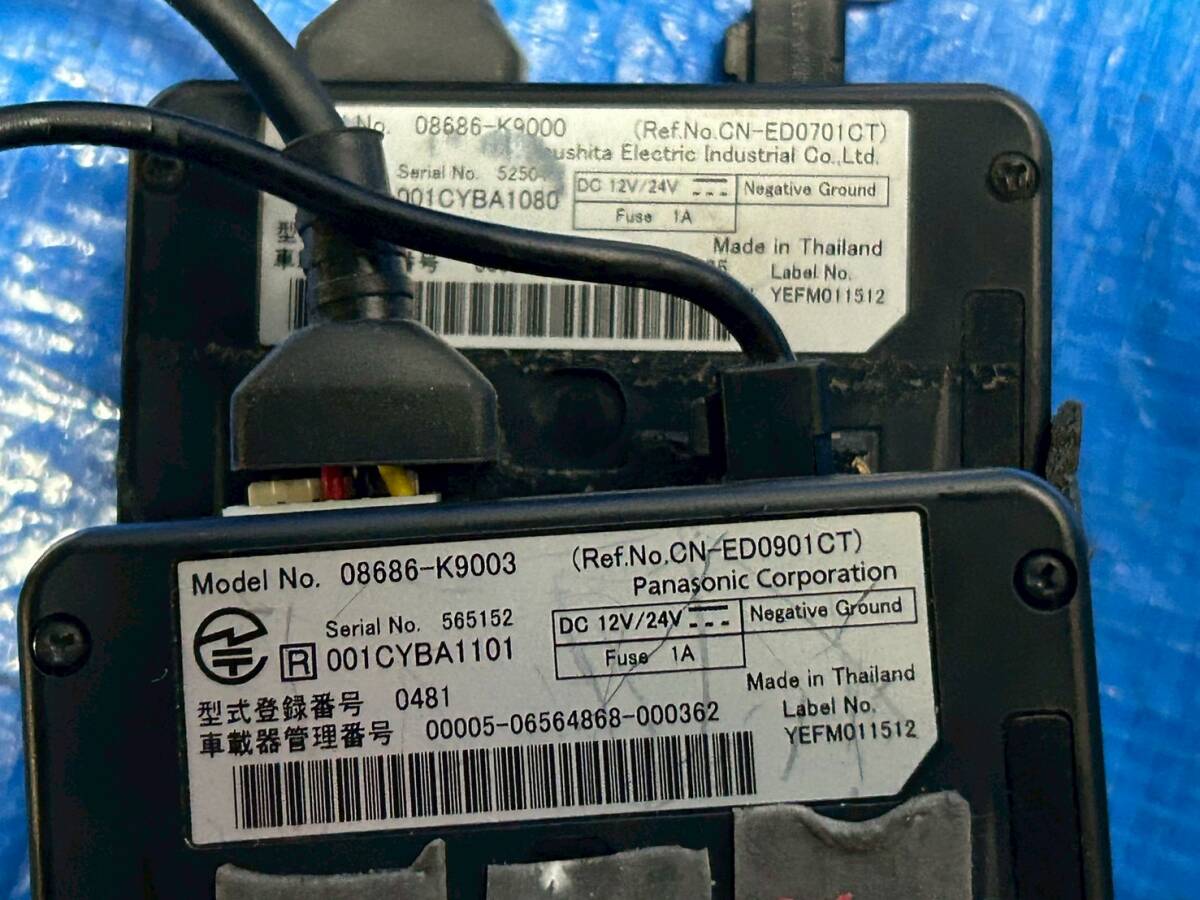 No. 08686-K9000 (Ref.No.CN-ED0701CT)
ushita Electric Industrial Co.,Ltd.
Serial No. 5250
001CYBA1080
DC 12V/24V Negative Ground
Fuse 1A
型
Made in Thailand
車 号
Label No.
YEFM011512
Model No. 08686-K9003 (Ref.No.CN-ED0901CT)
Panasonic Corporation
Serial No. 565152
R 001CYBA1101
DC 12V/24V Negative Ground
Fuse 1A
型式登録番号 0481
車載器管理番号 00005-06564868-000362
Made in Thailand
Label No.
YEFM011512